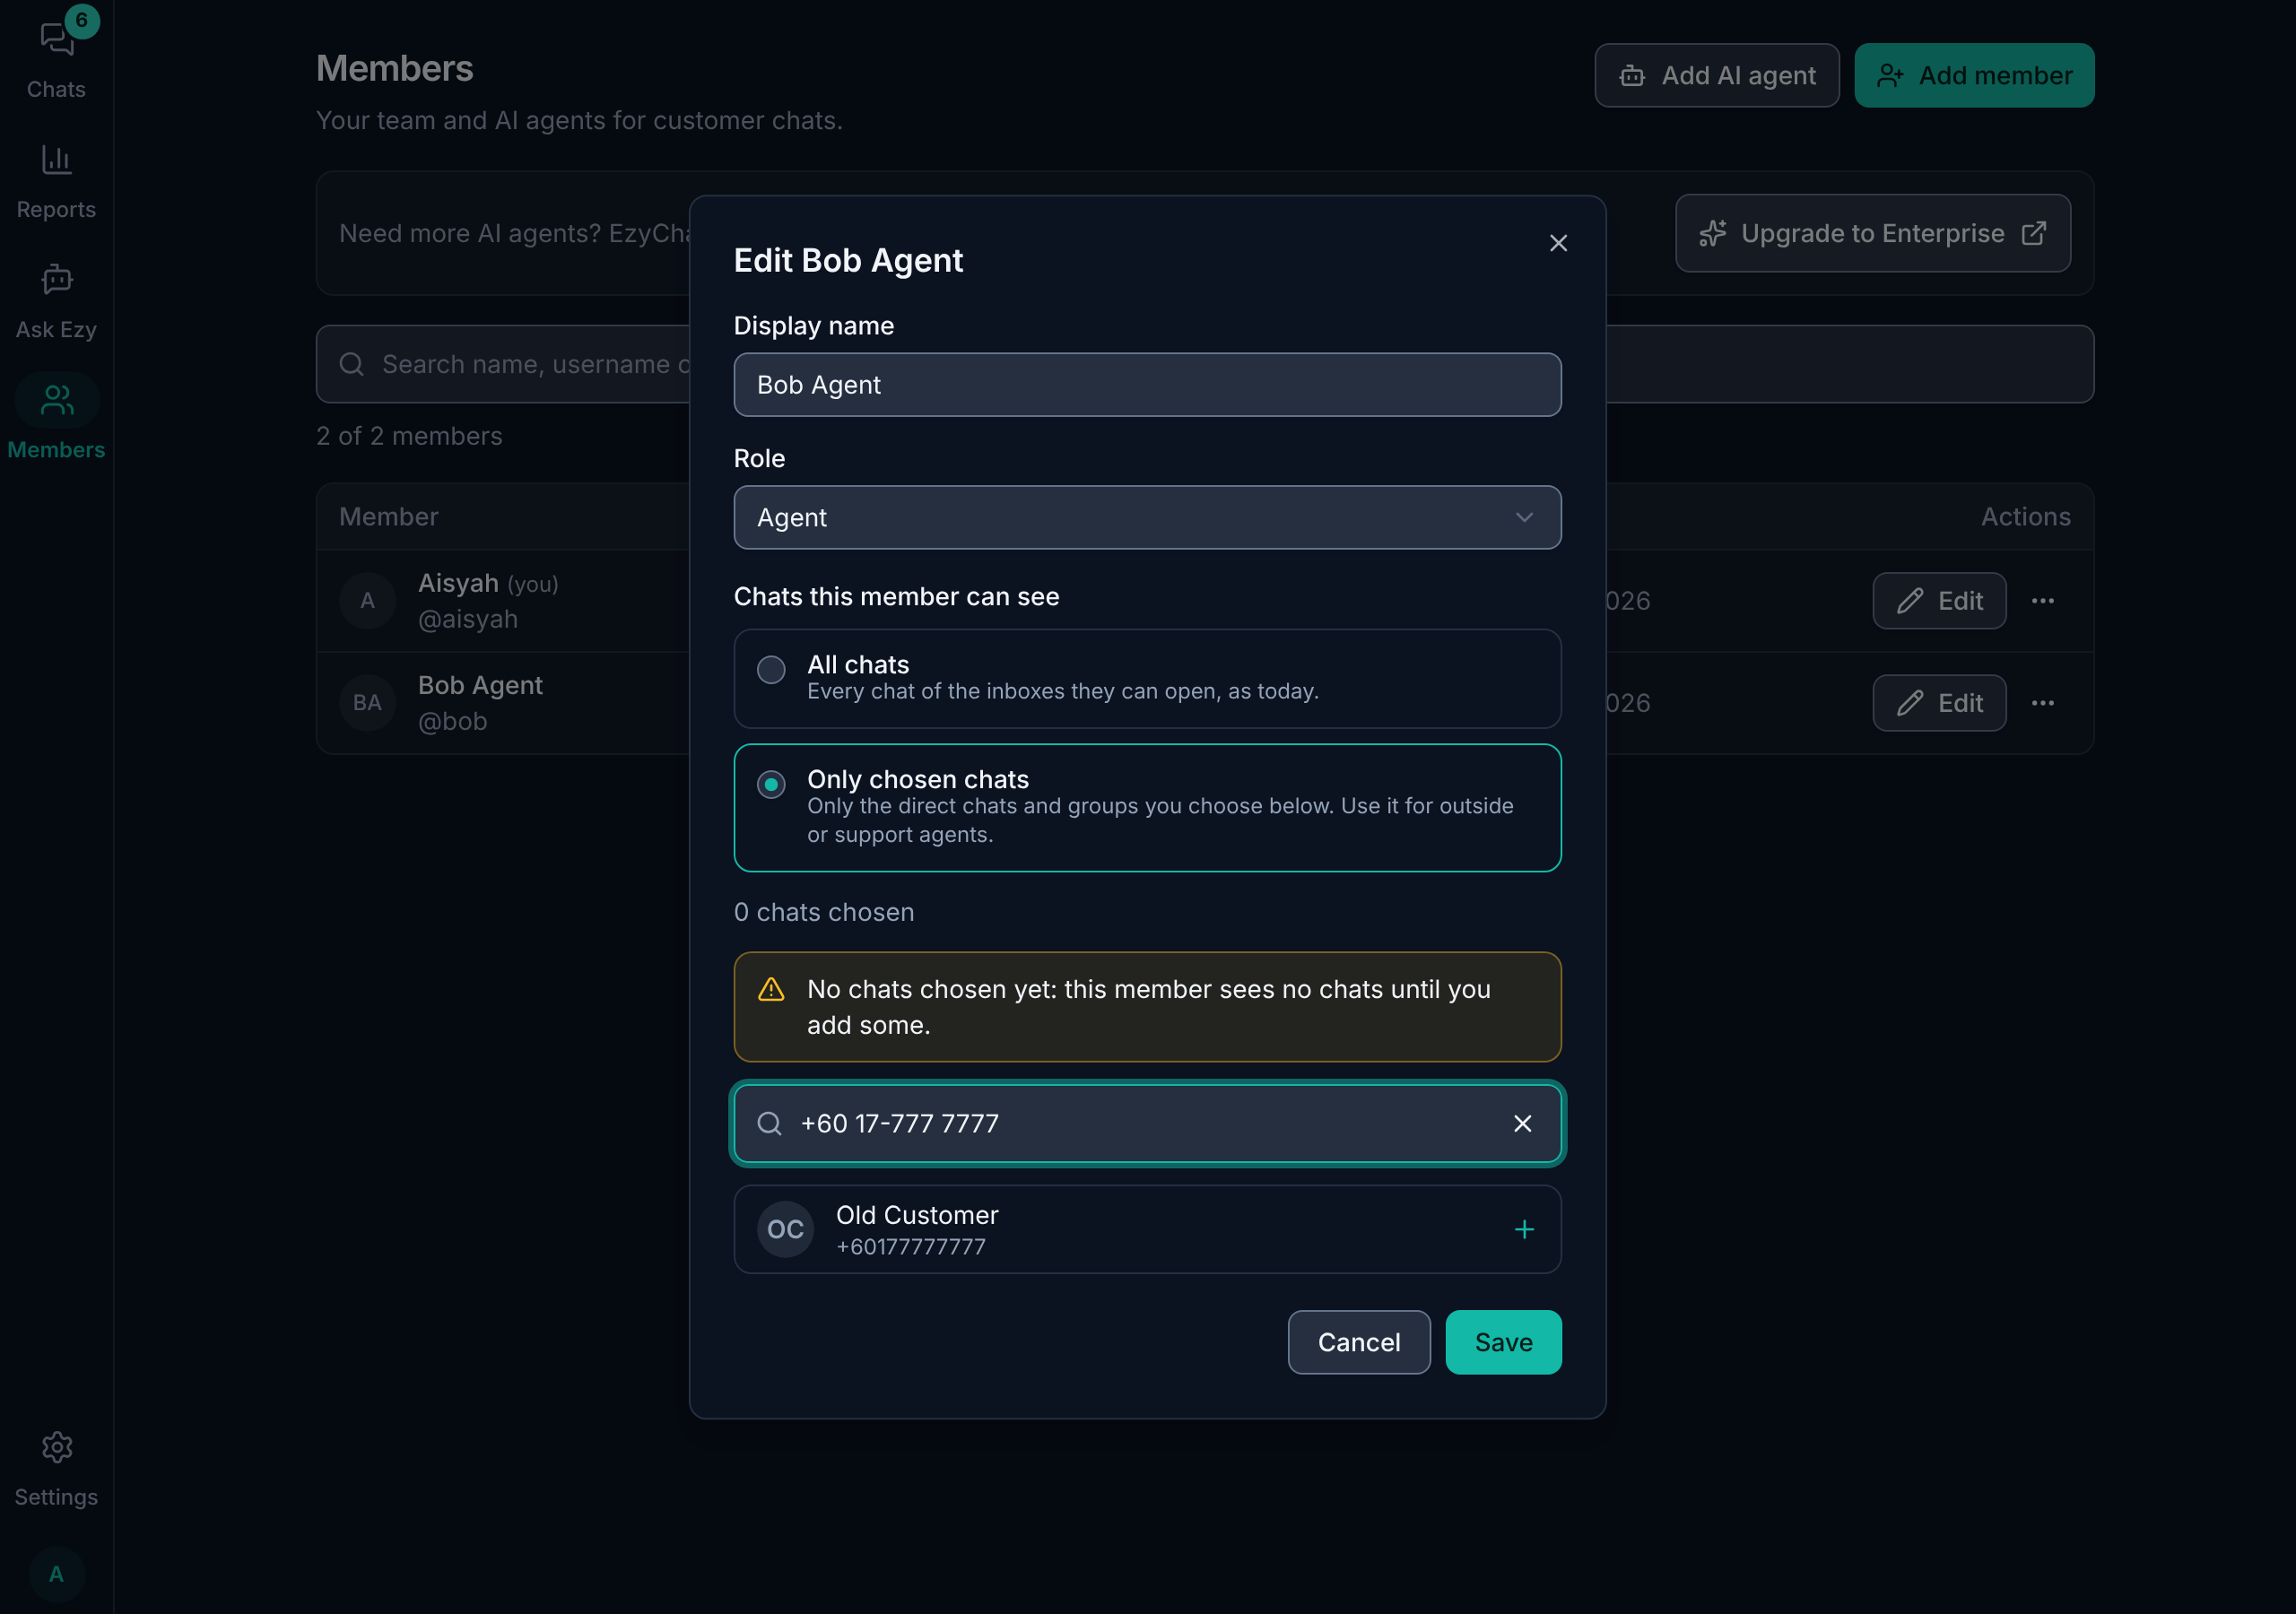 6
Chats
Reports
Ask Ezy
Members
Settings
A
Members
Your team and AI agents for customer chats.
Add AI agent
Add member
Need more AI agents? EzyCha
Upgrade to Enterprise
Search name, username o
2 of 2 members
Member
Actions
A
Aisyah (you)
@aisyah
026
Edit
BA
Bob Agent
@bob
026
Edit
Edit Bob Agent
Display name
Bob Agent
Role
Agent
Chats this member can see
All chats
Every chat of the inboxes they can open, as today.
Only chosen chats
Only the direct chats and groups you choose below. Use it for outside
or support agents.
0 chats chosen
No chats chosen yet: this member sees no chats until you
add some.
+60 17-777 7777
OC
Old Customer
+60177777777
Cancel
Save